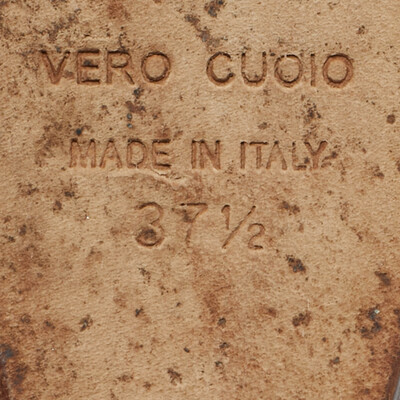 VERO CUOIO
MADE IN ITALY
37½